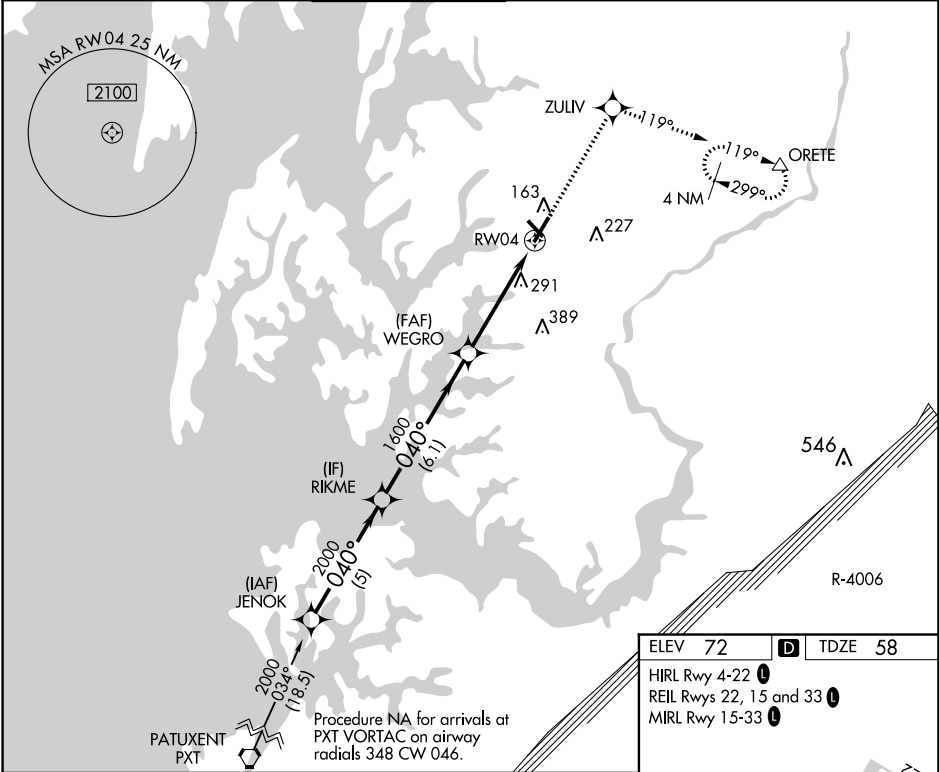 MSA RW04 25 NM
2100
ZULIV
119°
119°
ORETE
299°
4 NM
163
RW04
227
291
389
(FAF)
WEGRO
1600
040°
(6.1)
(IF)
RIKME
2000
040°
(5)
(IAF)
JENOK
2000
034°
(18.5)
PATUXENT
PXT
Procedure NA for arrivals at
PXT VORTAC on airway
radials 348 CW 046.
546
R-4006
ELEV 72 D TDZE 58
HIRL Rwy 4-22 L
REIL Rwys 22, 15 and 33 L
MIRL Rwy 15-33 L